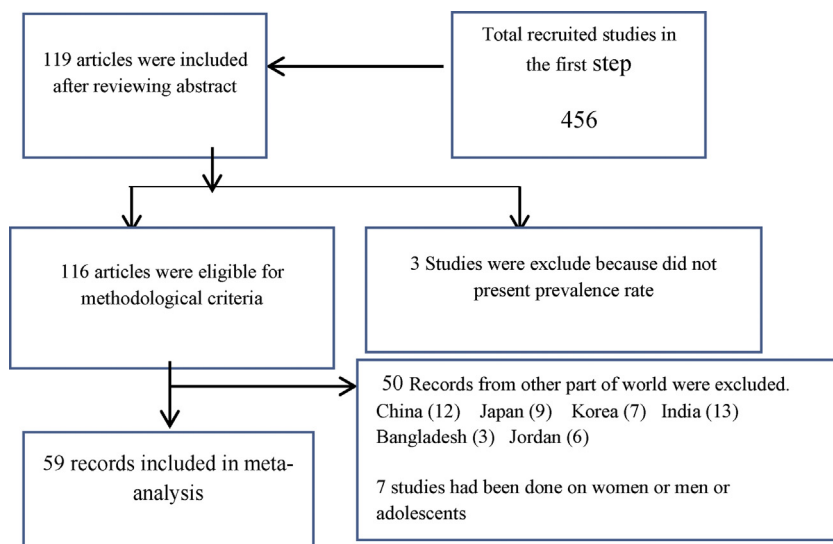 Total recruited studies in
the first step
456
119 articles were included
after reviewing abstract
116 articles were eligible for
methodological criteria
3 Studies were exclude because did not
present prevalence rate
50 Records from other part of world were excluded.
China (12) Japan (9) Korea (7) India (13)
Bangladesh (3) Jordan (6)
7 studies had been done on women or men or
adolescents
59 records included in meta-
analysis